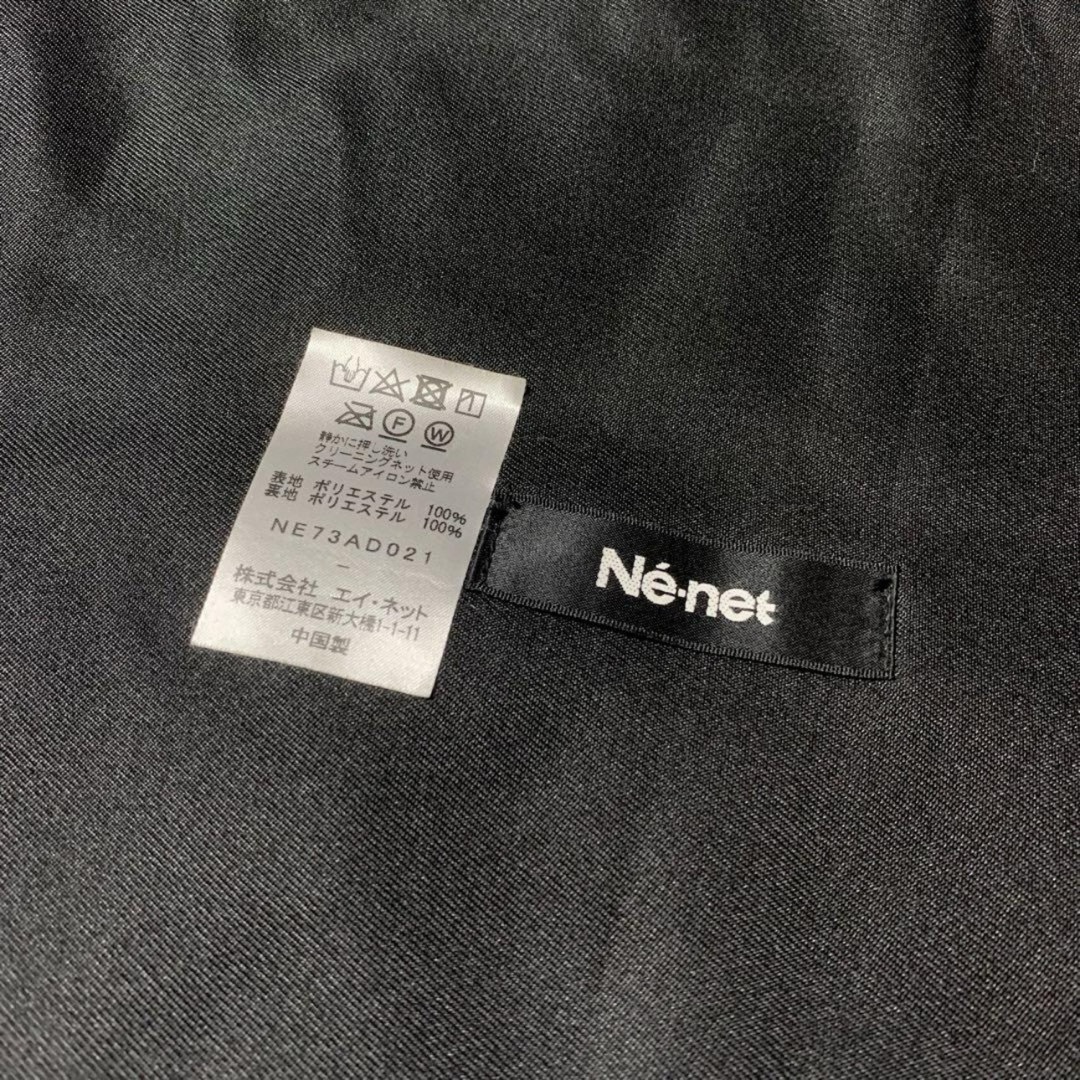 F
W
静かに押し洗い
クリーニングネット使用
スチームアイロン禁止
表地 ポリエステル 100%
裏地 ポリエステル 100%
NE73AD021
-
株式会社 エイ・ネット
東京都江東区新大橋1-1-11
中国製
Né·net